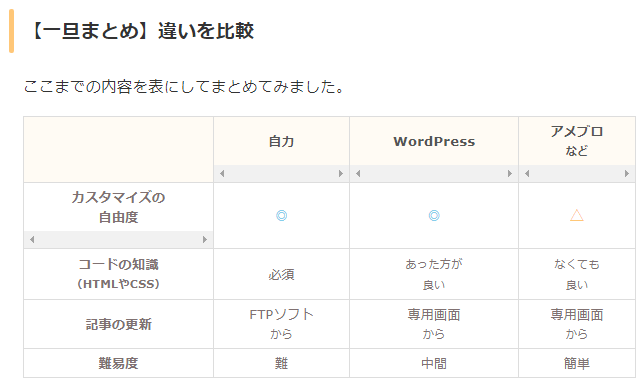 【一旦まとめ】違いを比較
ここまでの内容を表にしてまとめてみました。
自力 WordPress アメブロ
など
カスタマイズの
自由度 ◎ ◎ △
コードの知識
（HTMLやCSS） 必須 あった方が
良い なくても
良い
記事の更新 FTPソフト
から 専用画面
から 専用画面
から
難易度 難 中間 簡単